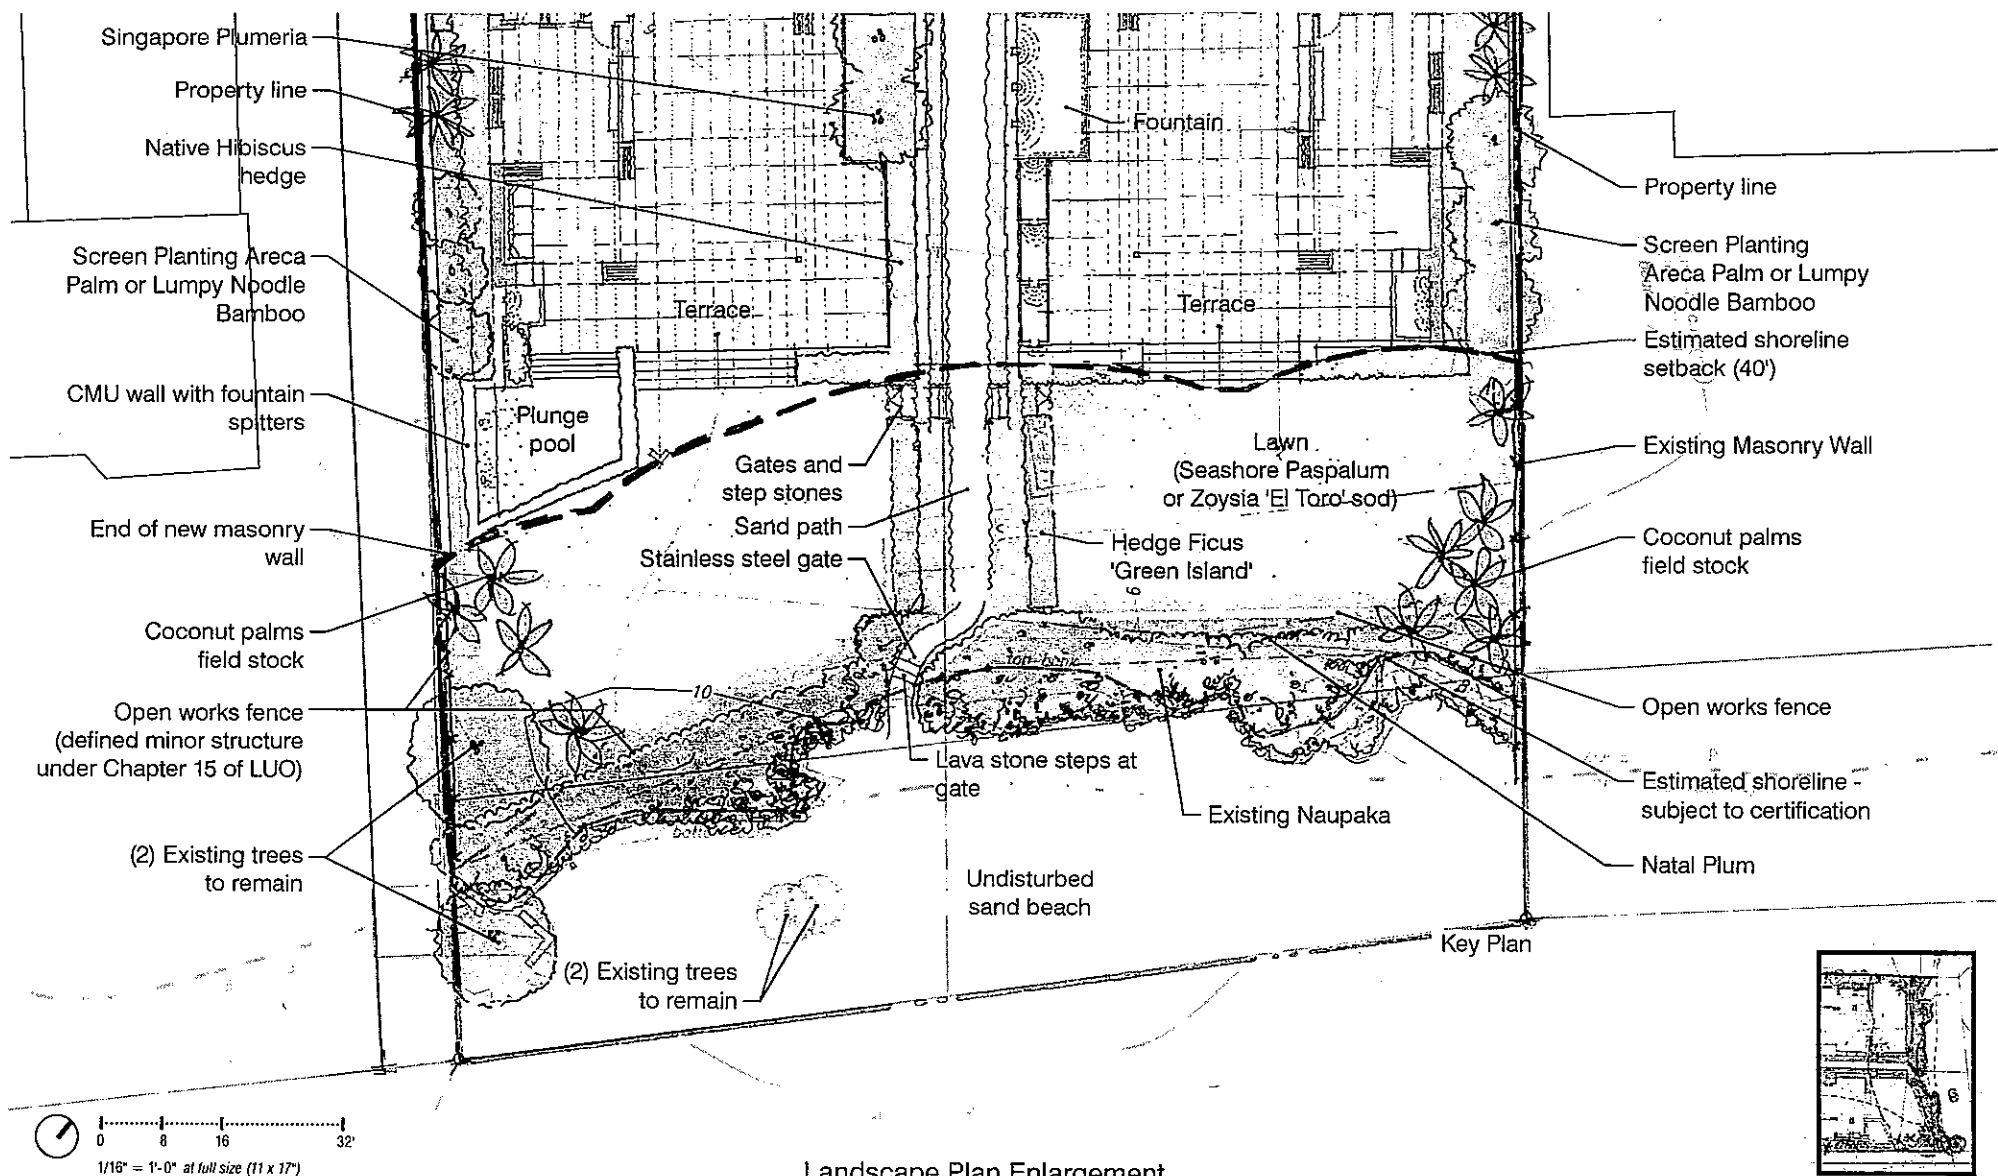 Singapore Plumeria
Property line
Native Hibiscus
hedge
Screen Planting Areca
Palm or Lumpy Noodle
Bamboo
CMU wall with fountain
spitters
End of new masonry
wall
Coconut palms
field stock
Open works fence
(defined minor structure
under Chapter 15 of LUO)
(2) Existing trees
to remain
Fountain
Terrace
Terrace
Plunge
pool
Gates and
step stones
Sand path
Stainless steel gate
Lawn
(Seashore Paspalum
or Zoysia 'El Toro' sod)
Hedge Ficus
'Green Island'
6
10
top bank
8
Lava stone steps at
gate
Existing Naupaka
Undisturbed
sand beach
(2) Existing trees
to remain
Property line
Screen Planting
Areca Palm or Lumpy
Noodle Bamboo
Estimated shoreline
setback (40')
Existing Masonry Wall
Coconut palms
field stock
Open works fence
Estimated shoreline -
subject to certification
Natal Plum
Key Plan
0 8 16 32'
1/16" = 1'-0" at full size (11 x 17")
Landscape Plan Enlargement